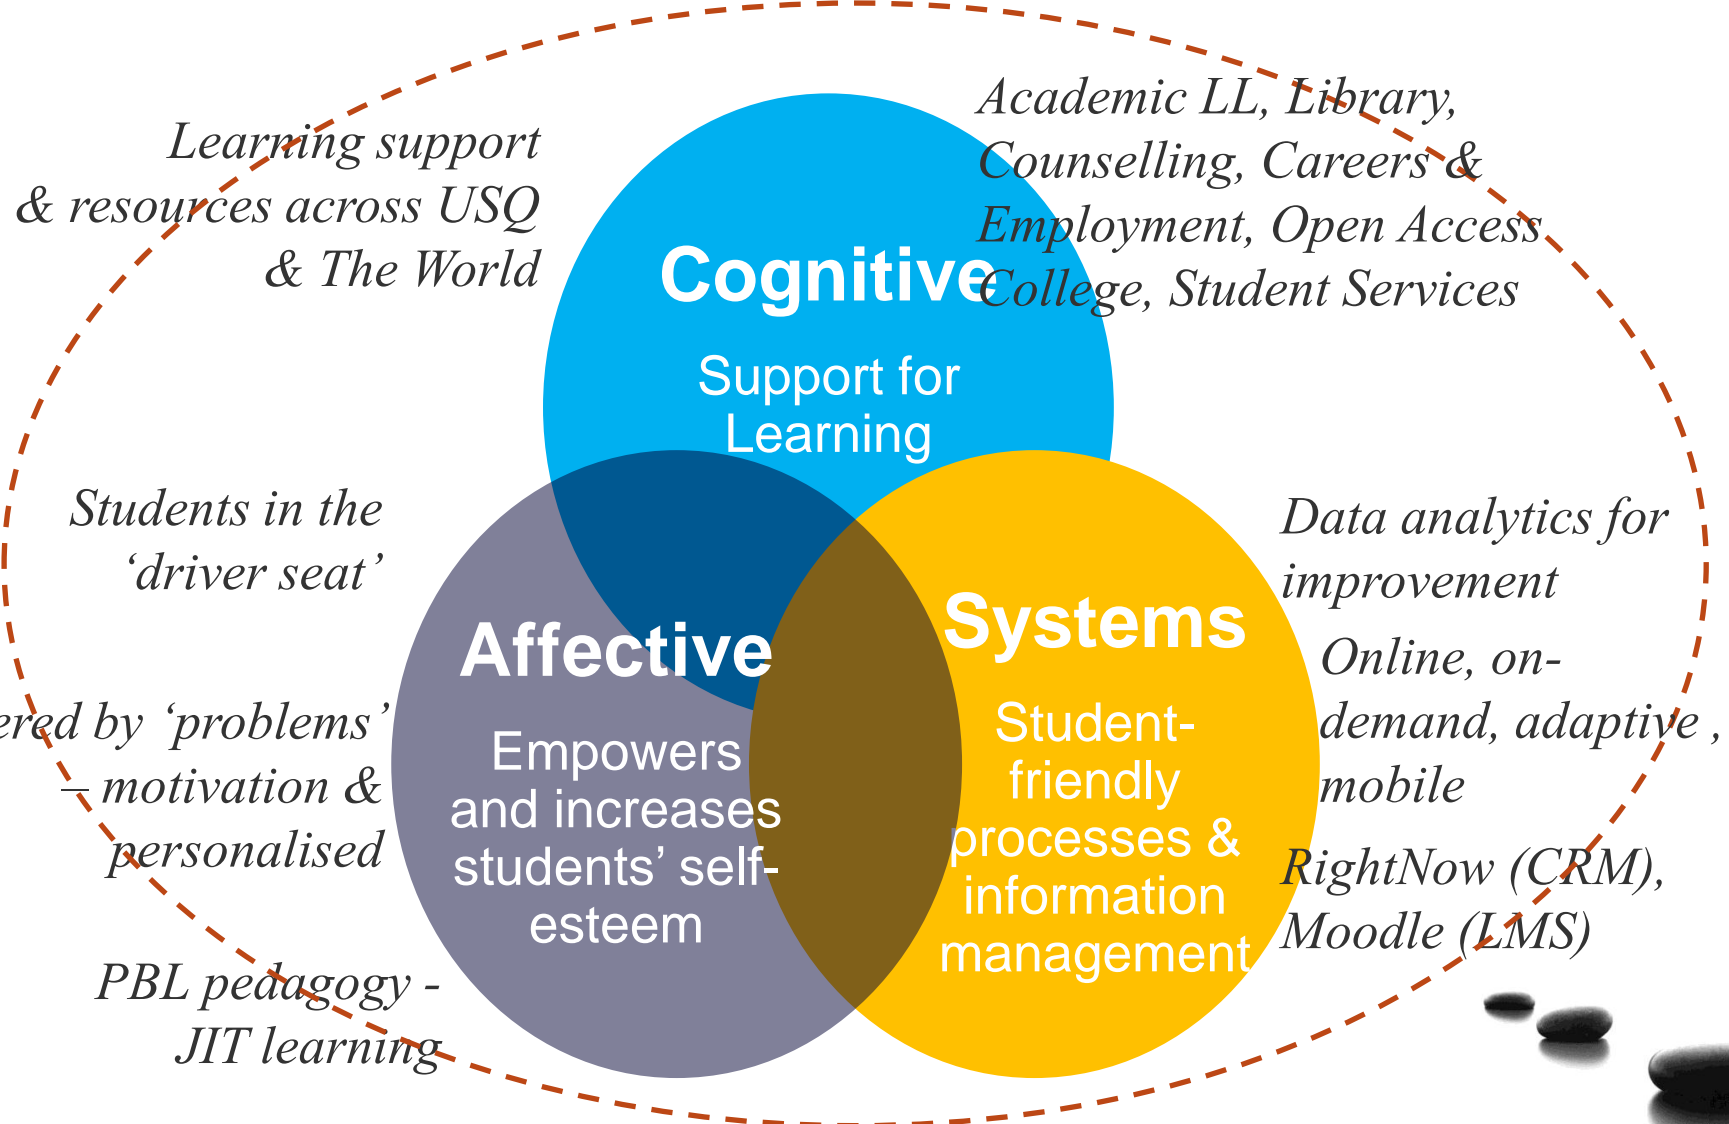 Learning support
& resources across USQ
& The World
Academic LL, Library,
Counselling, Careers &
Employment, Open Access
College, Student Services
Cognitive
Support for
Learning
Students in the
‘driver seat’
by ‘problems’
– motivation &
personalised
PBL pedagogy -
JIT learning
Affective
Empowers
and increases
students’ self-
esteem
Systems
Student-
friendly
processes &
information
management
Data analytics for
improvement
Online, on-
demand, adaptive ,
mobile
RightNow (CRM),
Moodle (LMS)